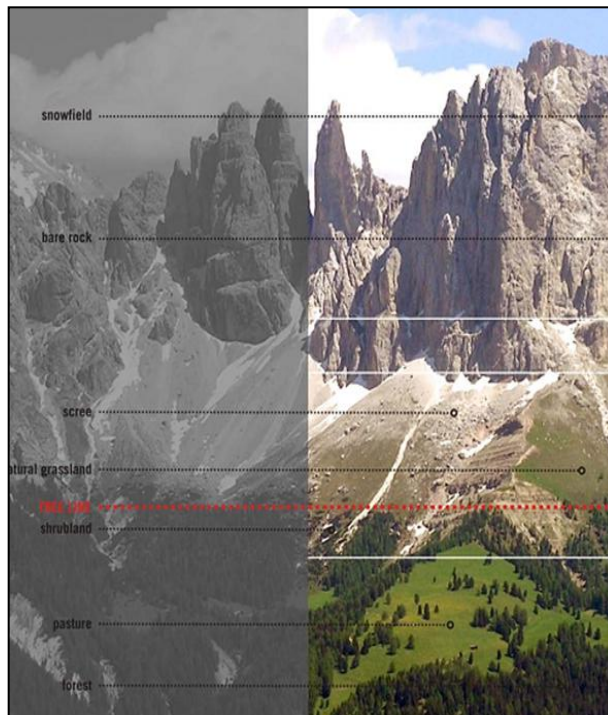 snowfield
bare rock
scree
atural grassland
TREE LINE
shrubland
pasture
forest